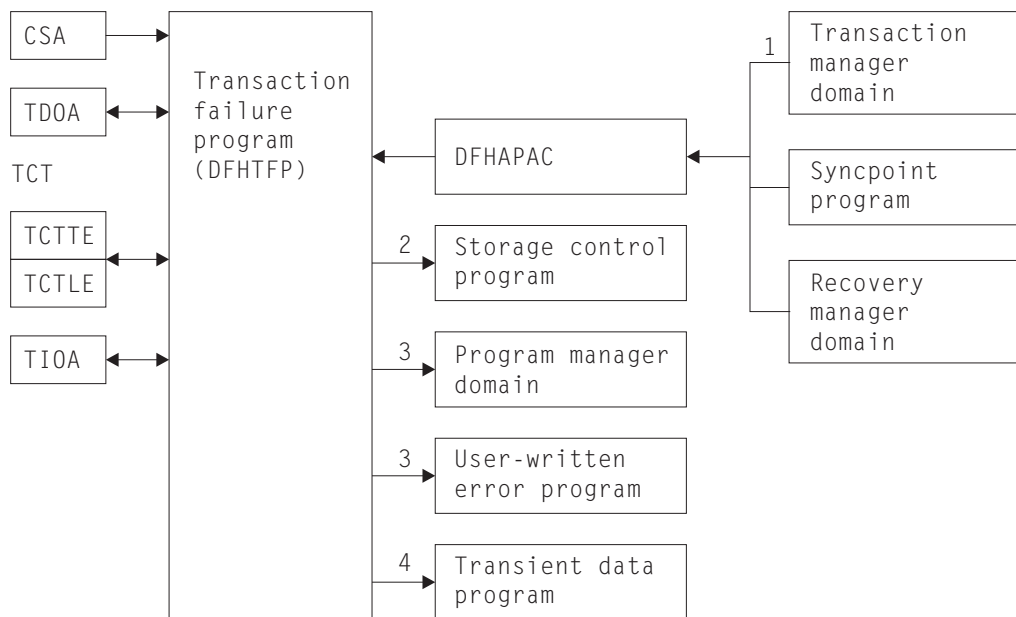 CSA
TDOA
TCT
TCTTE
TCTLE
TIOA
Transaction
failure
program
(DFHTFP)
DFHAPAC
2
Storage control
program
3
Program manager
domain
3
User-written
error program
4
Transient data
program
1
Transaction
manager
domain
Syncpoint
program
Recovery
manager
domain